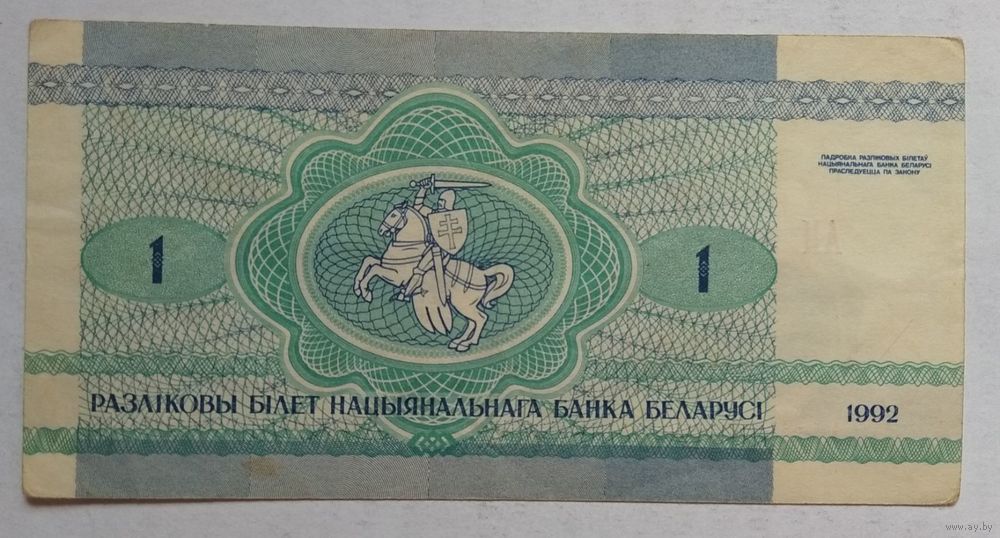 ПАДРОБКА РАЗЛІКОВЫХ БІЛЕТАЎ
НАЦЫЯНАЛЬНАГА БАНКА БЕЛАРУСІ
ПРАСЛЕДУЕЦЦА ПА ЗАКОНУ
1
1
РАЗЛІКОВЫ БІЛЕТ НАЦЫЯНАЛЬНАГА БАНКА БЕЛАРУСІ
1992
www.ay.by